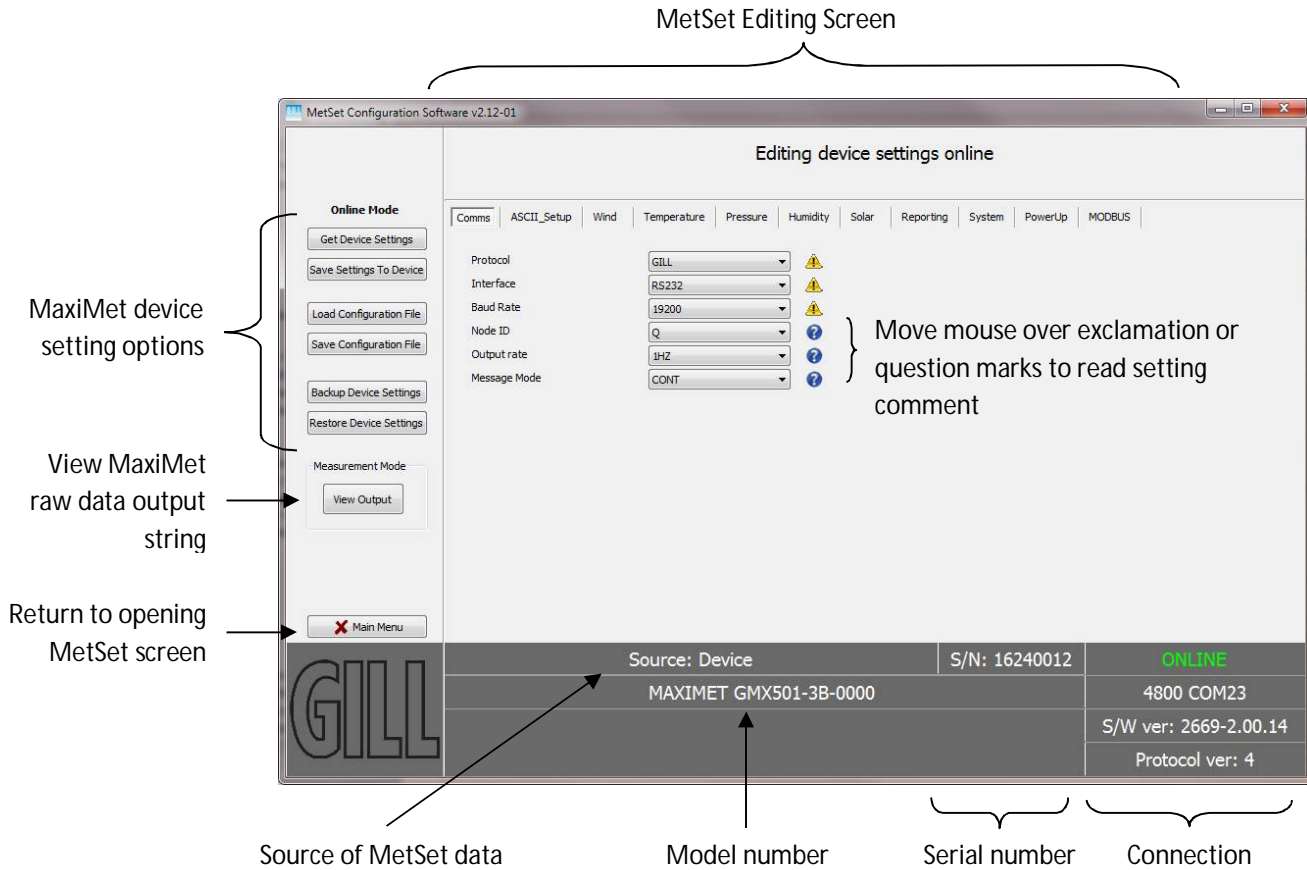 MetSet Editing Screen
MetSet Configuration Software v2.12-01
Editing device settings online
Online Mode
Get Device Settings
Save Settings To Device
Load Configuration File
Save Configuration File
Backup Device Settings
Restore Device Settings
Measurement Mode
View Output
Main Menu
Comms ASCII_Setup Wind Temperature Pressure Humidity Solar Reporting System PowerUp MODBUS
Protocol GILL
Interface RS232
Baud Rate 19200
Node ID Q
Output rate 1HZ
Message Mode CONT
MaxiMet device
setting options
Move mouse over exclamation or
question marks to read setting
comment
View MaxiMet
raw data output
string
Return to opening
MetSet screen
GILL
Source: Device S/N: 16240012 ONLINE
MAXIMET GMX501-3B-0000 4800 COM23
S/W ver: 2669-2.00.14
Protocol ver: 4
Source of MetSet data Model number Serial number Connection